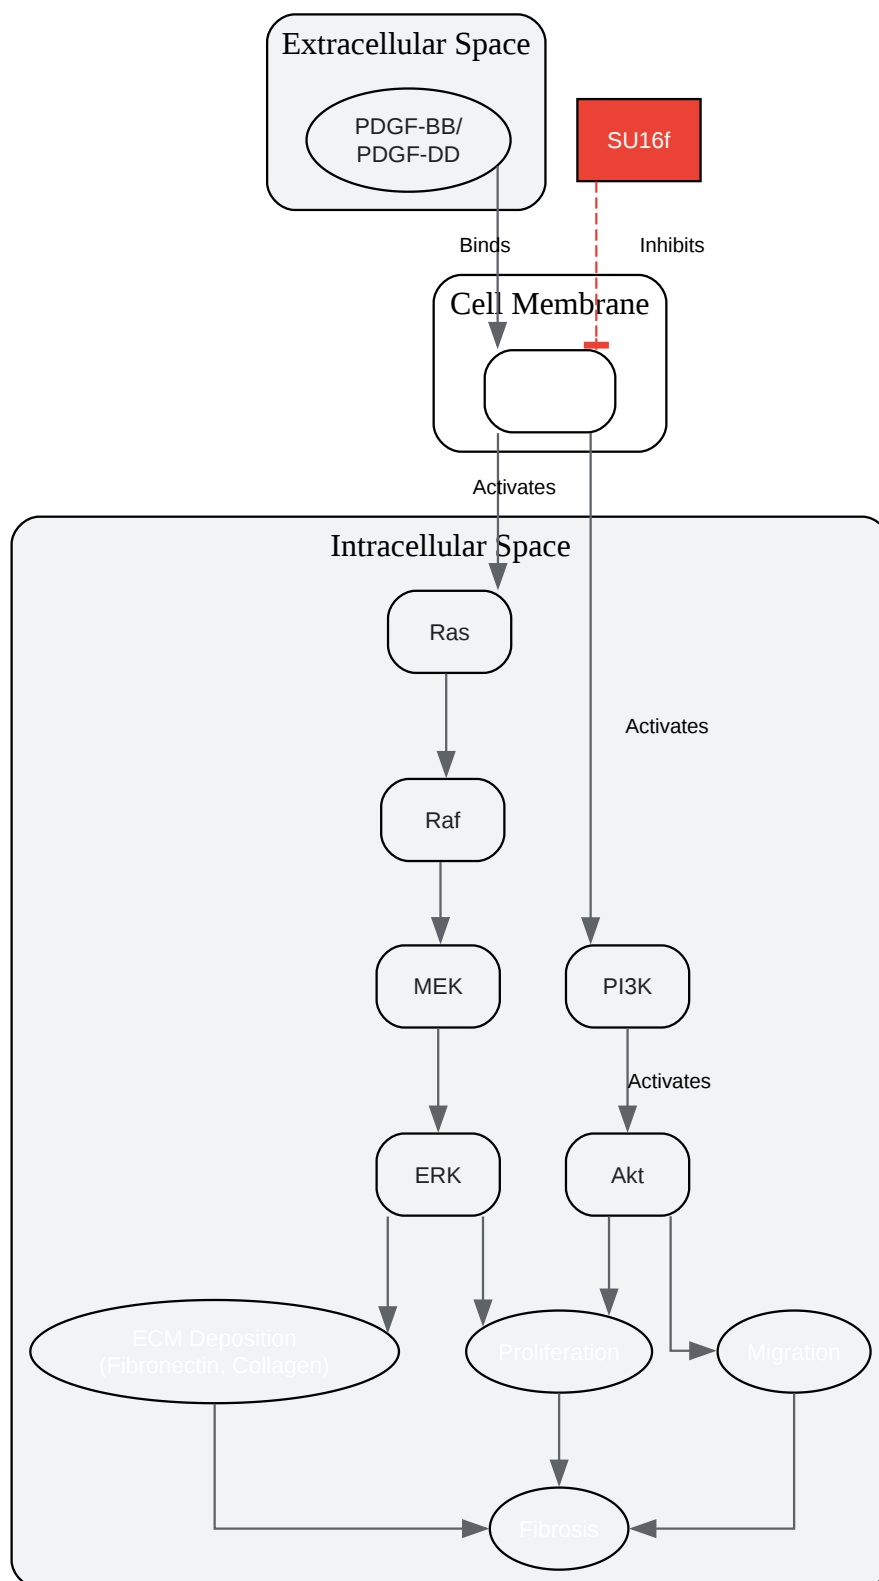 Extracellular Space
PDGF-BB/
PDGF-DD
SU16f
Binds
Inhibits
Cell Membrane
Activates
Intracellular Space
Ras
Activates
Raf
MEK
PI3K
Activates
ERK
Akt
ECM Deposition
(Fibronectin, Collagen)
Proliferation
Migration
Fibrosis